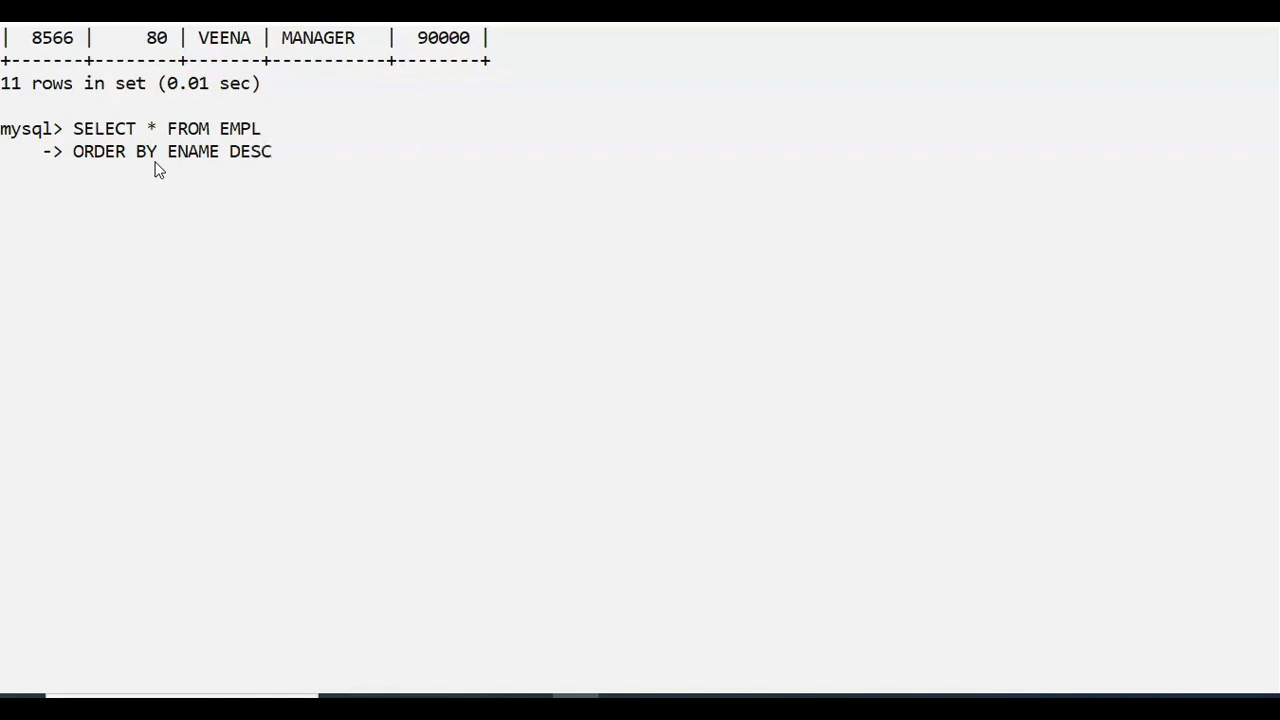 |  8566 |     80 | VEENA | MANAGER   |  90000 |
+-------+--------+-------+-----------+--------+
11 rows in set (0.01 sec)
mysql> SELECT * FROM EMPL
    -> ORDER BY ENAME DESC